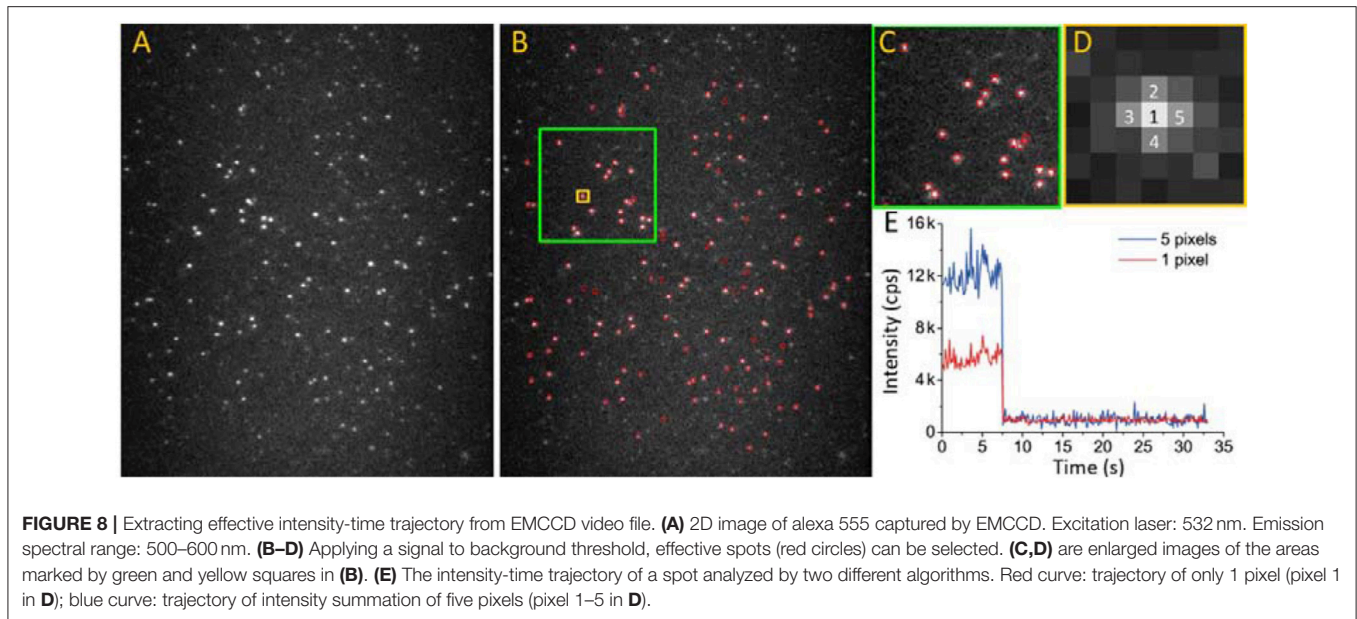 A
B
C
D
2
3 1 5
4
E
16k
12k
8k
4k
0
Intensity (cps)
5 pixels
1 pixel
0 5 10 15 20 25 30 35
Time (s)
FIGURE 8 | Extracting effective intensity-time trajectory from EMCCD video file. (A) 2D image of alexa 555 captured by EMCCD. Excitation laser: 532 nm. Emission
spectral range: 500–600 nm. (B–D) Applying a signal to background threshold, effective spots (red circles) can be selected. (C,D) are enlarged images of the areas
marked by green and yellow squares in (B). (E) The intensity-time trajectory of a spot analyzed by two different algorithms. Red curve: trajectory of only 1 pixel (pixel 1
in D); blue curve: trajectory of intensity summation of five pixels (pixel 1–5 in D).